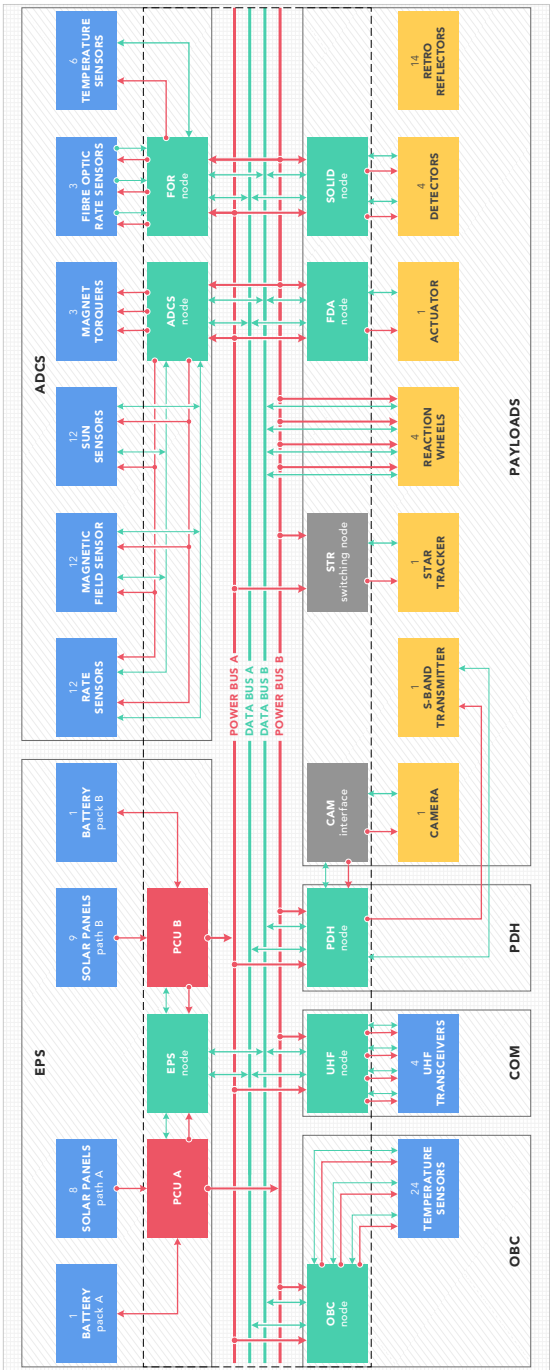 ADCS
6
TEMPERATURE
SENSORS
3
FIBRE OPTIC
RATE SENSORS
3
MAGNET
TORQUERS
12
SUN
SENSORS
12
MAGNETIC
FIELD SENSOR
12
RATE
SENSORS
FOR
node
ADCS
node
EPS
1
BATTERY
pack B
9
SOLAR PANELS
path B
8
SOLAR PANELS
path A
1
BATTERY
pack A
PCU B
EPS
node
PCU A
POWER BUS A
DATA BUS A
DATA BUS B
POWER BUS B
SOLID
node
FDA
node
STR
switching node
CAM
interface
PDH
node
UHF
node
OBC
node
14
RETRO
REFLECTORS
4
DETECTORS
1
ACTUATOR
4
REACTION
WHEELS
1
STAR
TRACKER
1
S-BAND
TRANSMITTER
1
CAMERA
4
UHF
TRANSCEIVERS
24
TEMPERATURE
SENSORS
PAYLOADS
PDH
COM
OBC